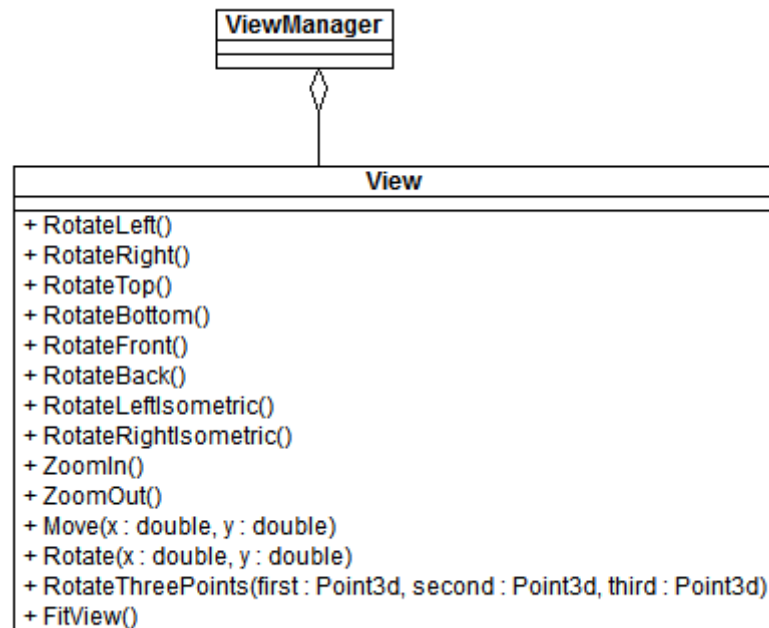 ViewManager
View
+ RotateLeft()
+ RotateRight()
+ RotateTop()
+ RotateBottom()
+ RotateFront()
+ RotateBack()
+ RotateLeftIsometric()
+ RotateRightIsometric()
+ ZoomIn()
+ ZoomOut()
+ Move(x : double, y : double)
+ Rotate(x : double, y : double)
+ RotateThreePoints(first : Point3d, second : Point3d, third : Point3d)
+ FitView()